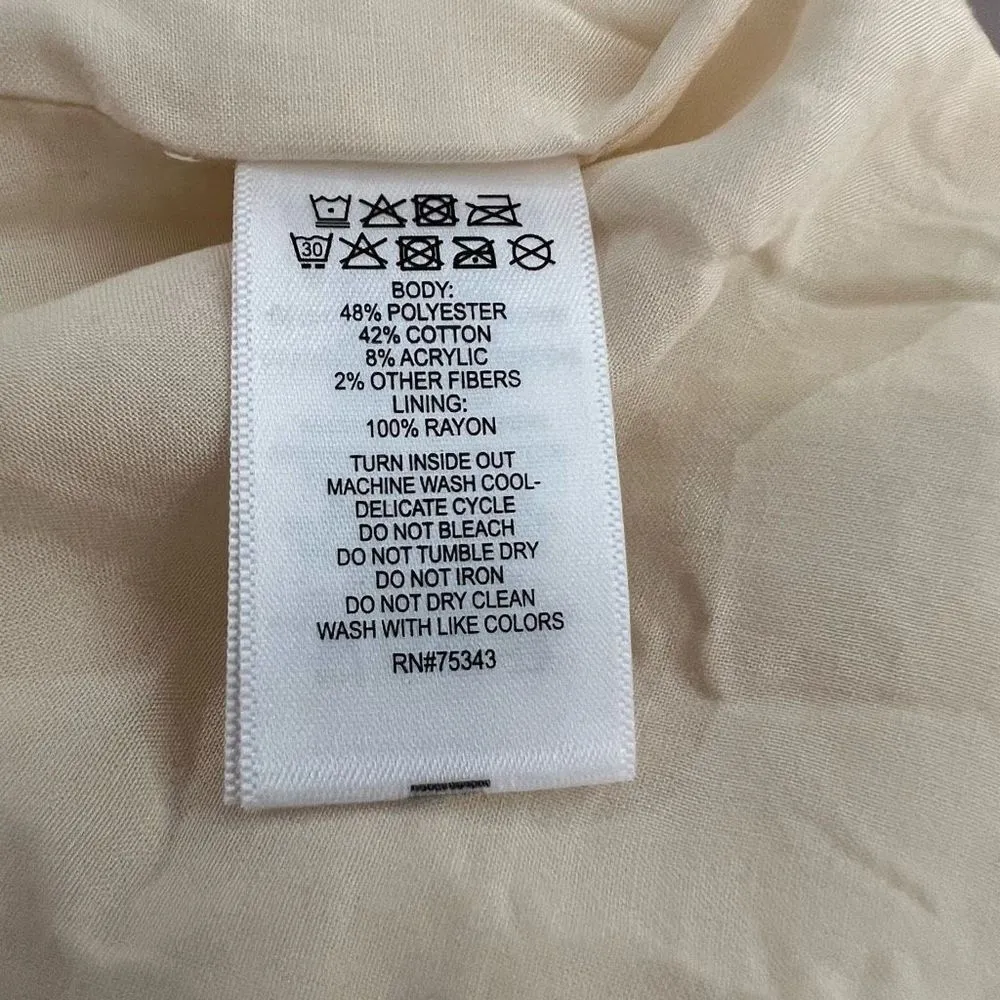 30
BODY:
48% POLYESTER
42% COTTON
8% ACRYLIC
2% OTHER FIBERS
LINING:
100% RAYON
TURN INSIDE OUT
MACHINE WASH COOL-
DELICATE CYCLE
DO NOT BLEACH
DO NOT TUMBLE DRY
DO NOT IRON
DO NOT DRY CLEAN
WASH WITH LIKE COLORS
RN#75343